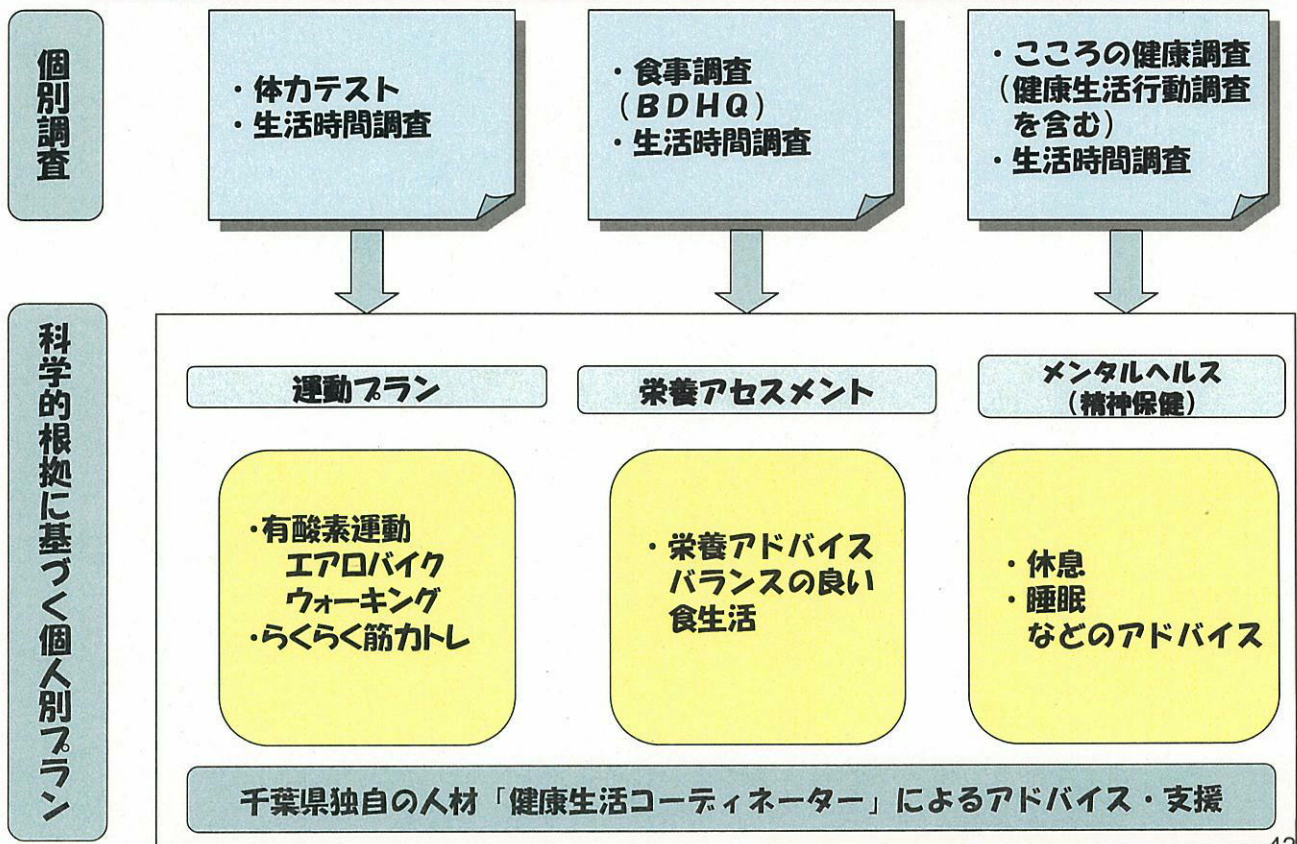 個別調査
・体力テスト
・生活時間調査
・食事調査
（ＢＤＨＱ）
・生活時間調査
・こころの健康調査
（健康生活行動調査
を含む）
・生活時間調査
科学的根拠に基づく個人別プラン
運動プラン
栄養アセスメント
メンタルヘルス
（精神保健）
・有酸素運動
エアロバイク
ウォーキング
・らくらく筋力トレ
・栄養アドバイス
バランスの良い
食生活
・休息
・睡眠
などのアドバイス
千葉県独自の人材「健康生活コーディネーター」によるアドバイス・支援